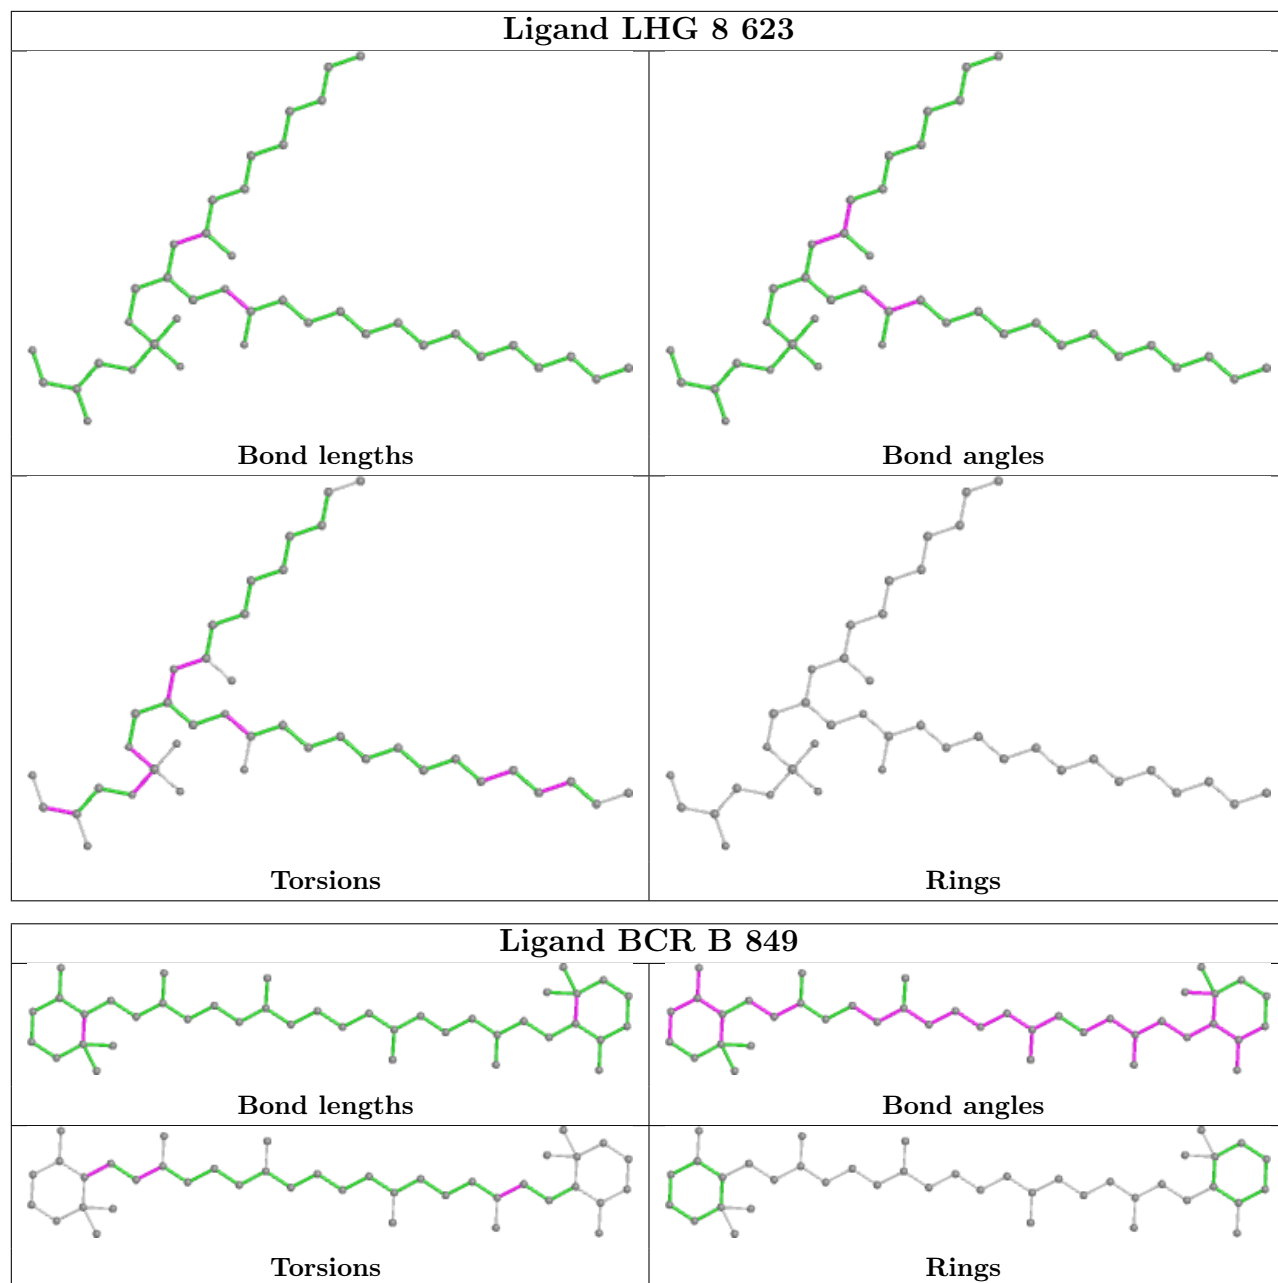 Ligand LHG 8 623
Bond lengths
Bond angles
Torsions
Rings
Ligand BCR B 849
Bond lengths
Bond angles
Torsions
Rings